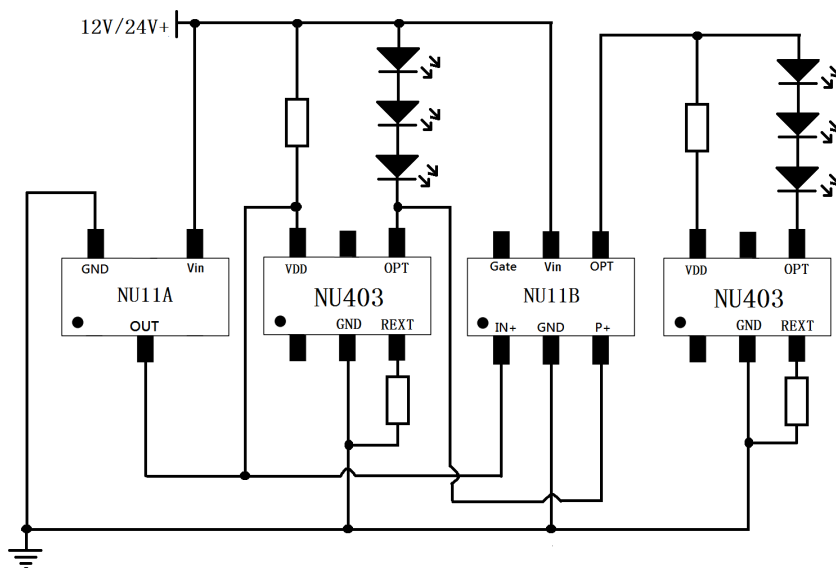 12V/24V+
GND Vin
NU11A
OUT
VDD OPT
NU403
GND REXT
Gate Vin OPT
NU11B
IN+ GND P+
VDD OPT
NU403
GND REXT